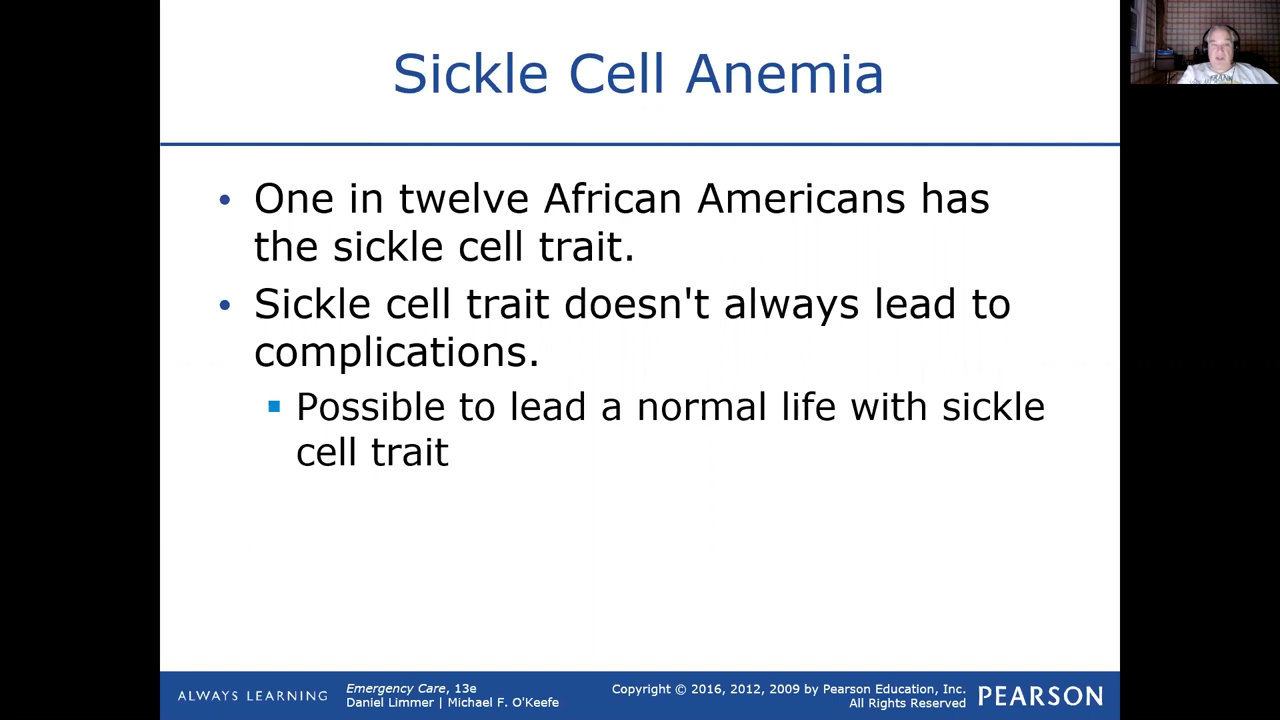 Sickle Cell Anemia
• One in twelve African Americans has
the sickle cell trait.
• Sickle cell trait doesn't always lead to
complications.
▪ Possible to lead a normal life with sickle
cell trait
ALWAYS LEARNING
Emergency Care, 13e
Daniel Limmer | Michael F. O'Keefe
Copyright © 2016, 2012, 2009 by Pearson Education, Inc.
All Rights Reserved
PEARSON